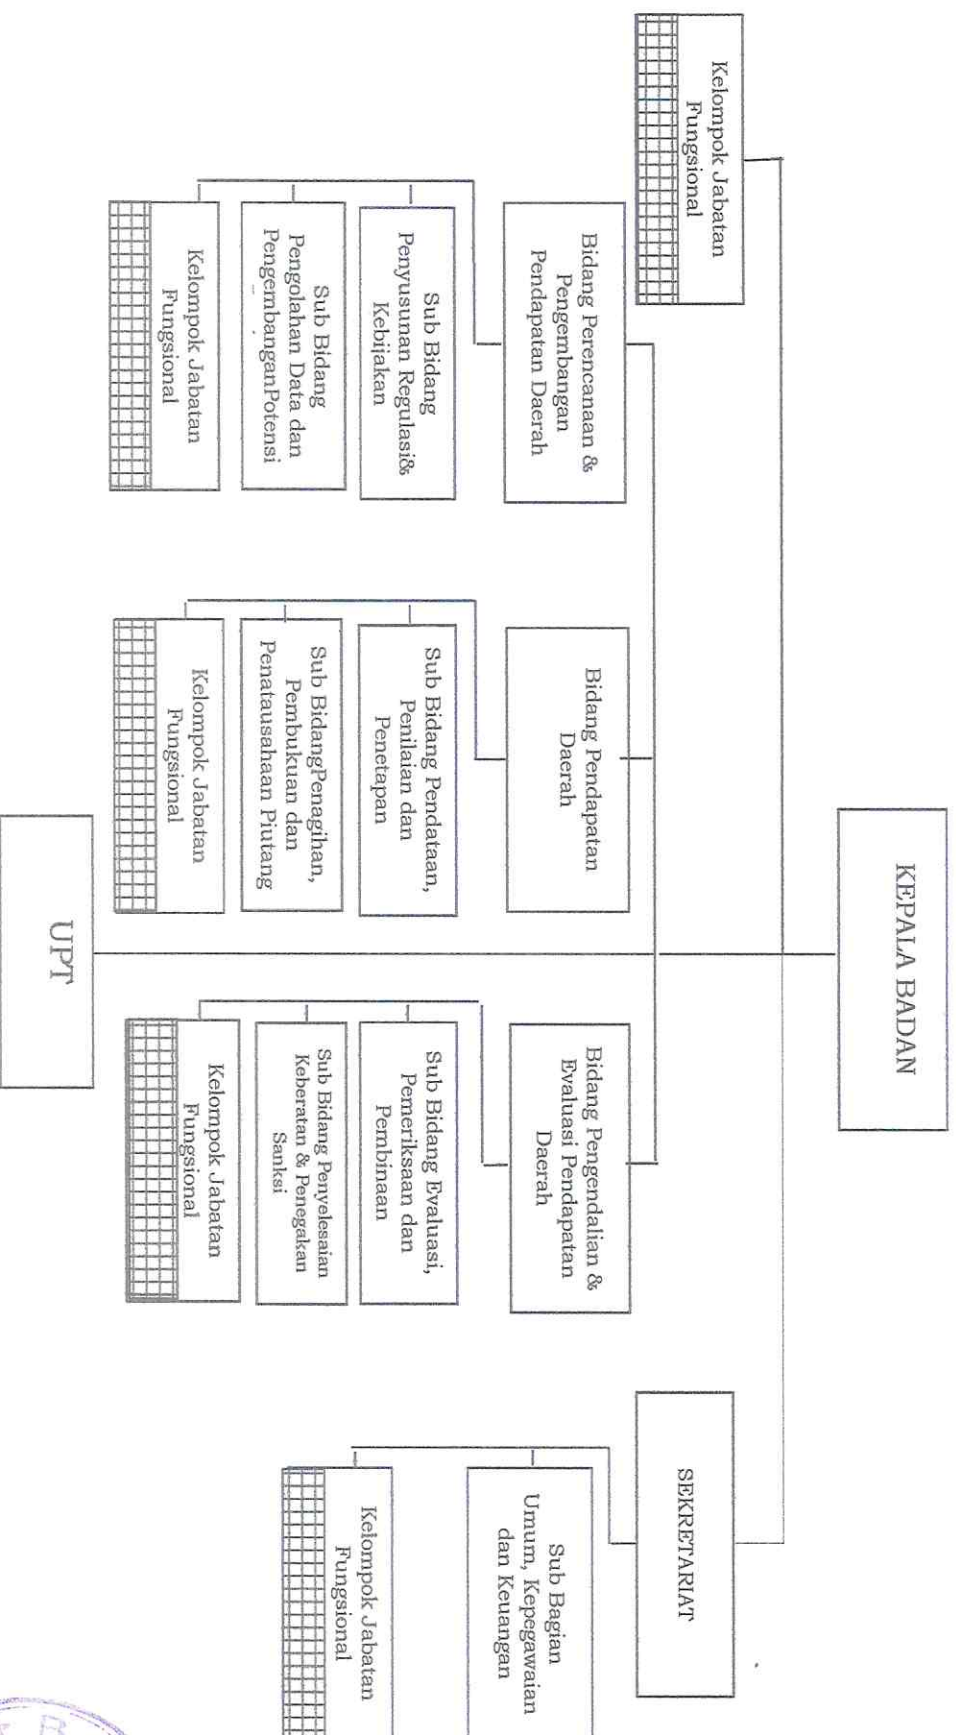 KEPALA BADAN
Kelompok Jabatan
Fungsional
SEKRETARIAT
Sub Bagian
Umum, Kepegawaian
dan Keuangan
Kelompok Jabatan
Fungsional
Bidang Perencanaan &
Pengembangan
Pendapatan Daerah
Sub Bidang
Penyusunan Regulasi&
Kebijakan
Sub Bidang
Pengolahan Data dan
PengembanganPotensi
Kelompok Jabatan
Fungsional
Bidang Pendapatan
Daerah
Sub Bidang Pendataan,
Penilaian dan
Penetapan
Sub BidangPenagihan,
Pembukuan dan
Penatausahaan Piutang
Kelompok Jabatan
Fungsional
Bidang Pengendalian &
Evaluasi Pendapatan
Daerah
Sub Bidang Evaluasi,
Pemeriksaan dan
Pembinaan
Sub Bidang Penyelesaian
Keberatan & Penegakan
Sanksi
Kelompok Jabatan
Fungsional
UPT